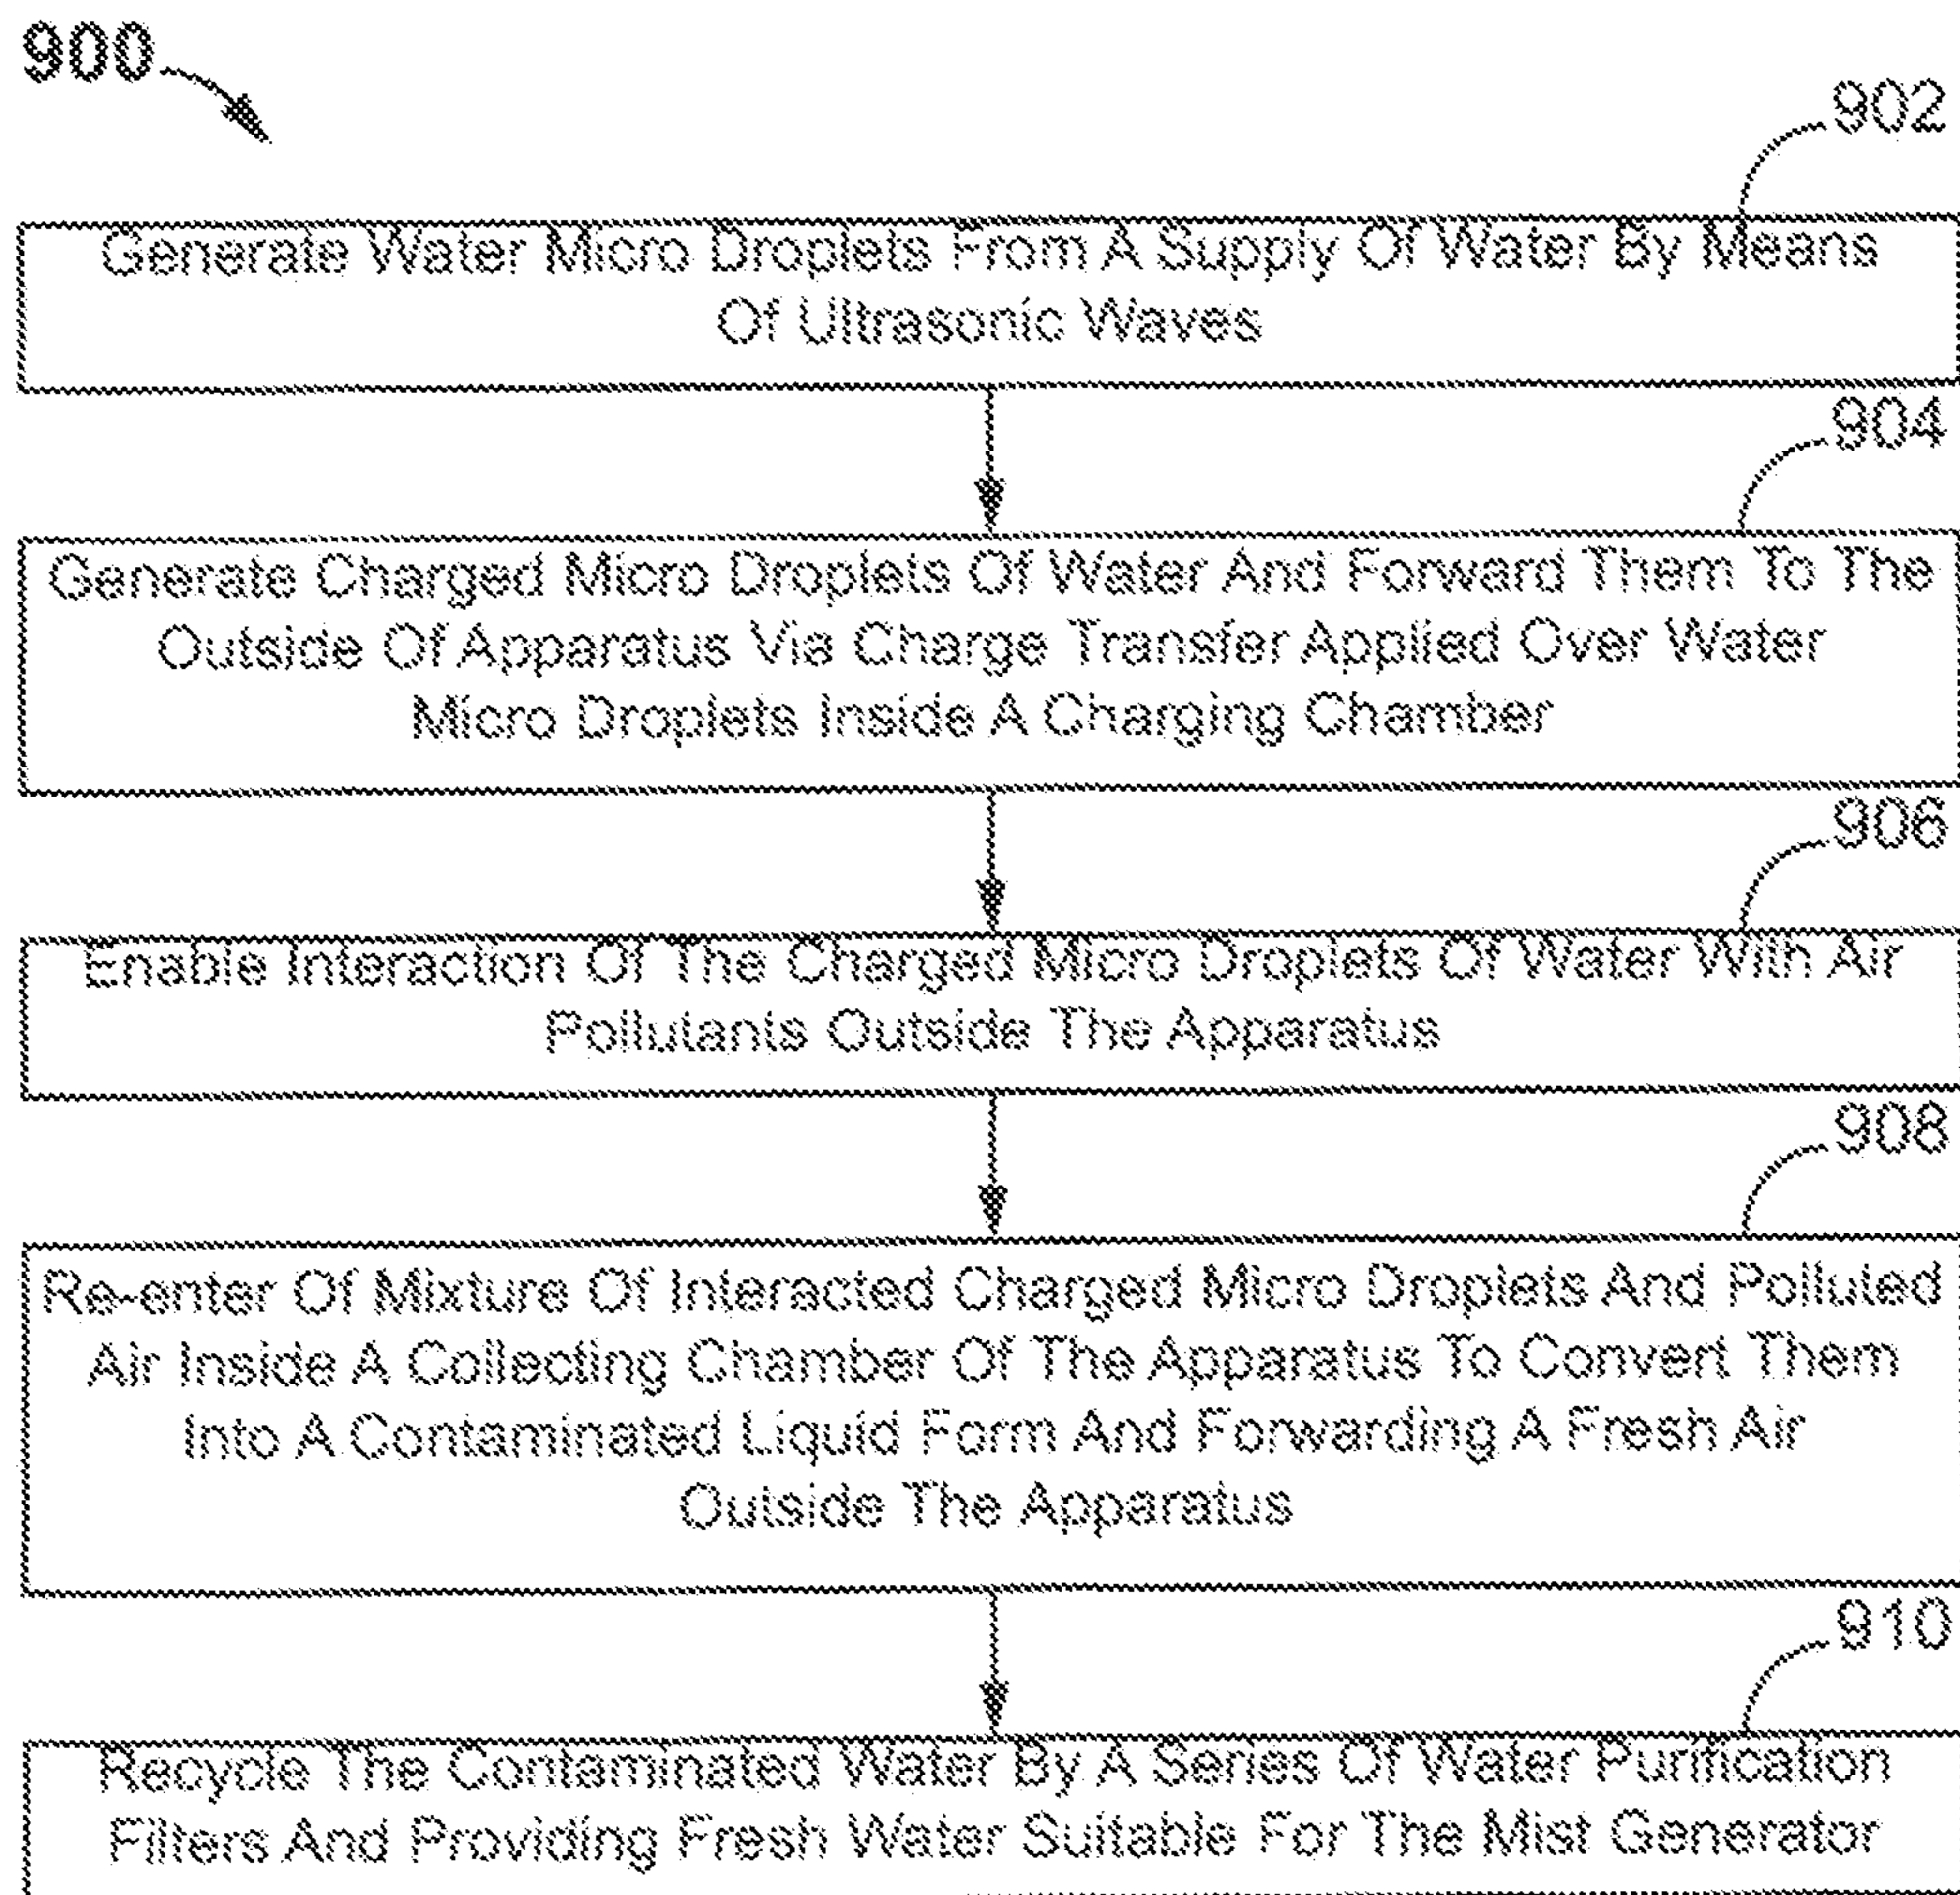 900
902
Generate Water Micro Droplets From A Supply Of Water By Means
Of Ultrasonic Waves
904
Generate Charged Micro Droplets Of Water And Forward Them To The
Outside Of Apparatus Via Charge Transfer Applied Over Water
Micro Droplets Inside A Charging Chamber
906
Enable Interaction Of The Charged Micro Droplets Of Water With Air
Pollutants Outside The Apparatus
908
Re-enter Of Mixture Of Interacted Charged Micro Droplets And Polluted
Air Inside A Collecting Chamber Of The Apparatus To Convert Them
Into A Contaminated Liquid Form And Forwarding A Fresh Air
Outside The Apparatus
910
Recycle The Contaminated Water By A Series Of Water Purification
Filters And Providing Fresh Water Suitable For The Mist Generator